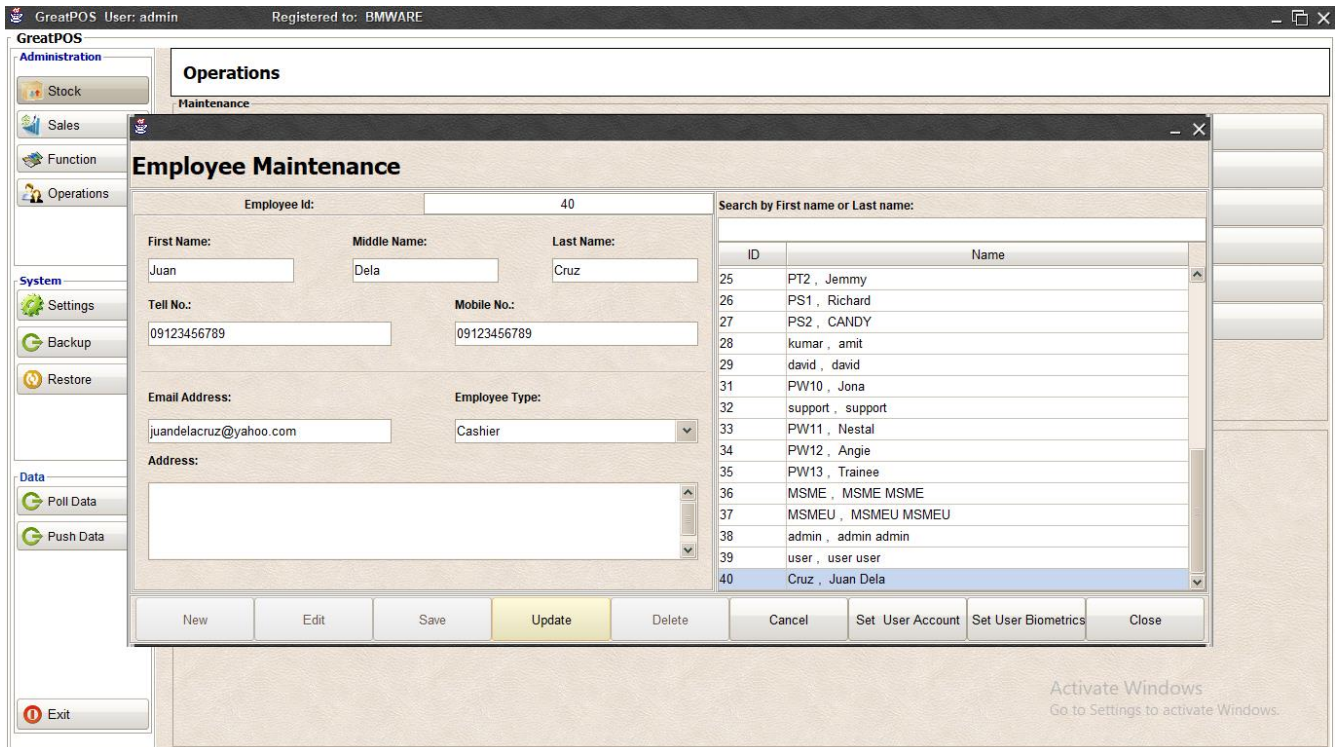 GreatPOS User: admin Registered to: BMWARE
GreatPOS
Administration
Stock
Sales
Function
Operations
System
Settings
Backup
Restore
Data
Poll Data
Push Data
Exit
Operations
Maintenance
Employee Maintenance
Employee Id: 40
First Name: Middle Name: Last Name:
Juan Dela Cruz
Tell No.: Mobile No.:
09123456789 09123456789
Email Address: Employee Type:
juandelacruz@yahoo.com Cashier
Address:
Search by First name or Last name:
ID Name
25 PT2 , Jemmy
26 PS1 , Richard
27 PS2 , CANDY
28 kumar , amit
29 david , david
31 PW10 , Jona
32 support , support
33 PW11 , Nestal
34 PW12 , Angie
35 PW13 , Trainee
36 MSME , MSME MSME
37 MSMEU , MSMEU MSMEU
38 admin , admin admin
39 user , user user
40 Cruz , Juan Dela
New Edit Save Update Delete Cancel Set User Account Set User Biometrics Close
Activate Windows
Go to Settings to activate Windows.